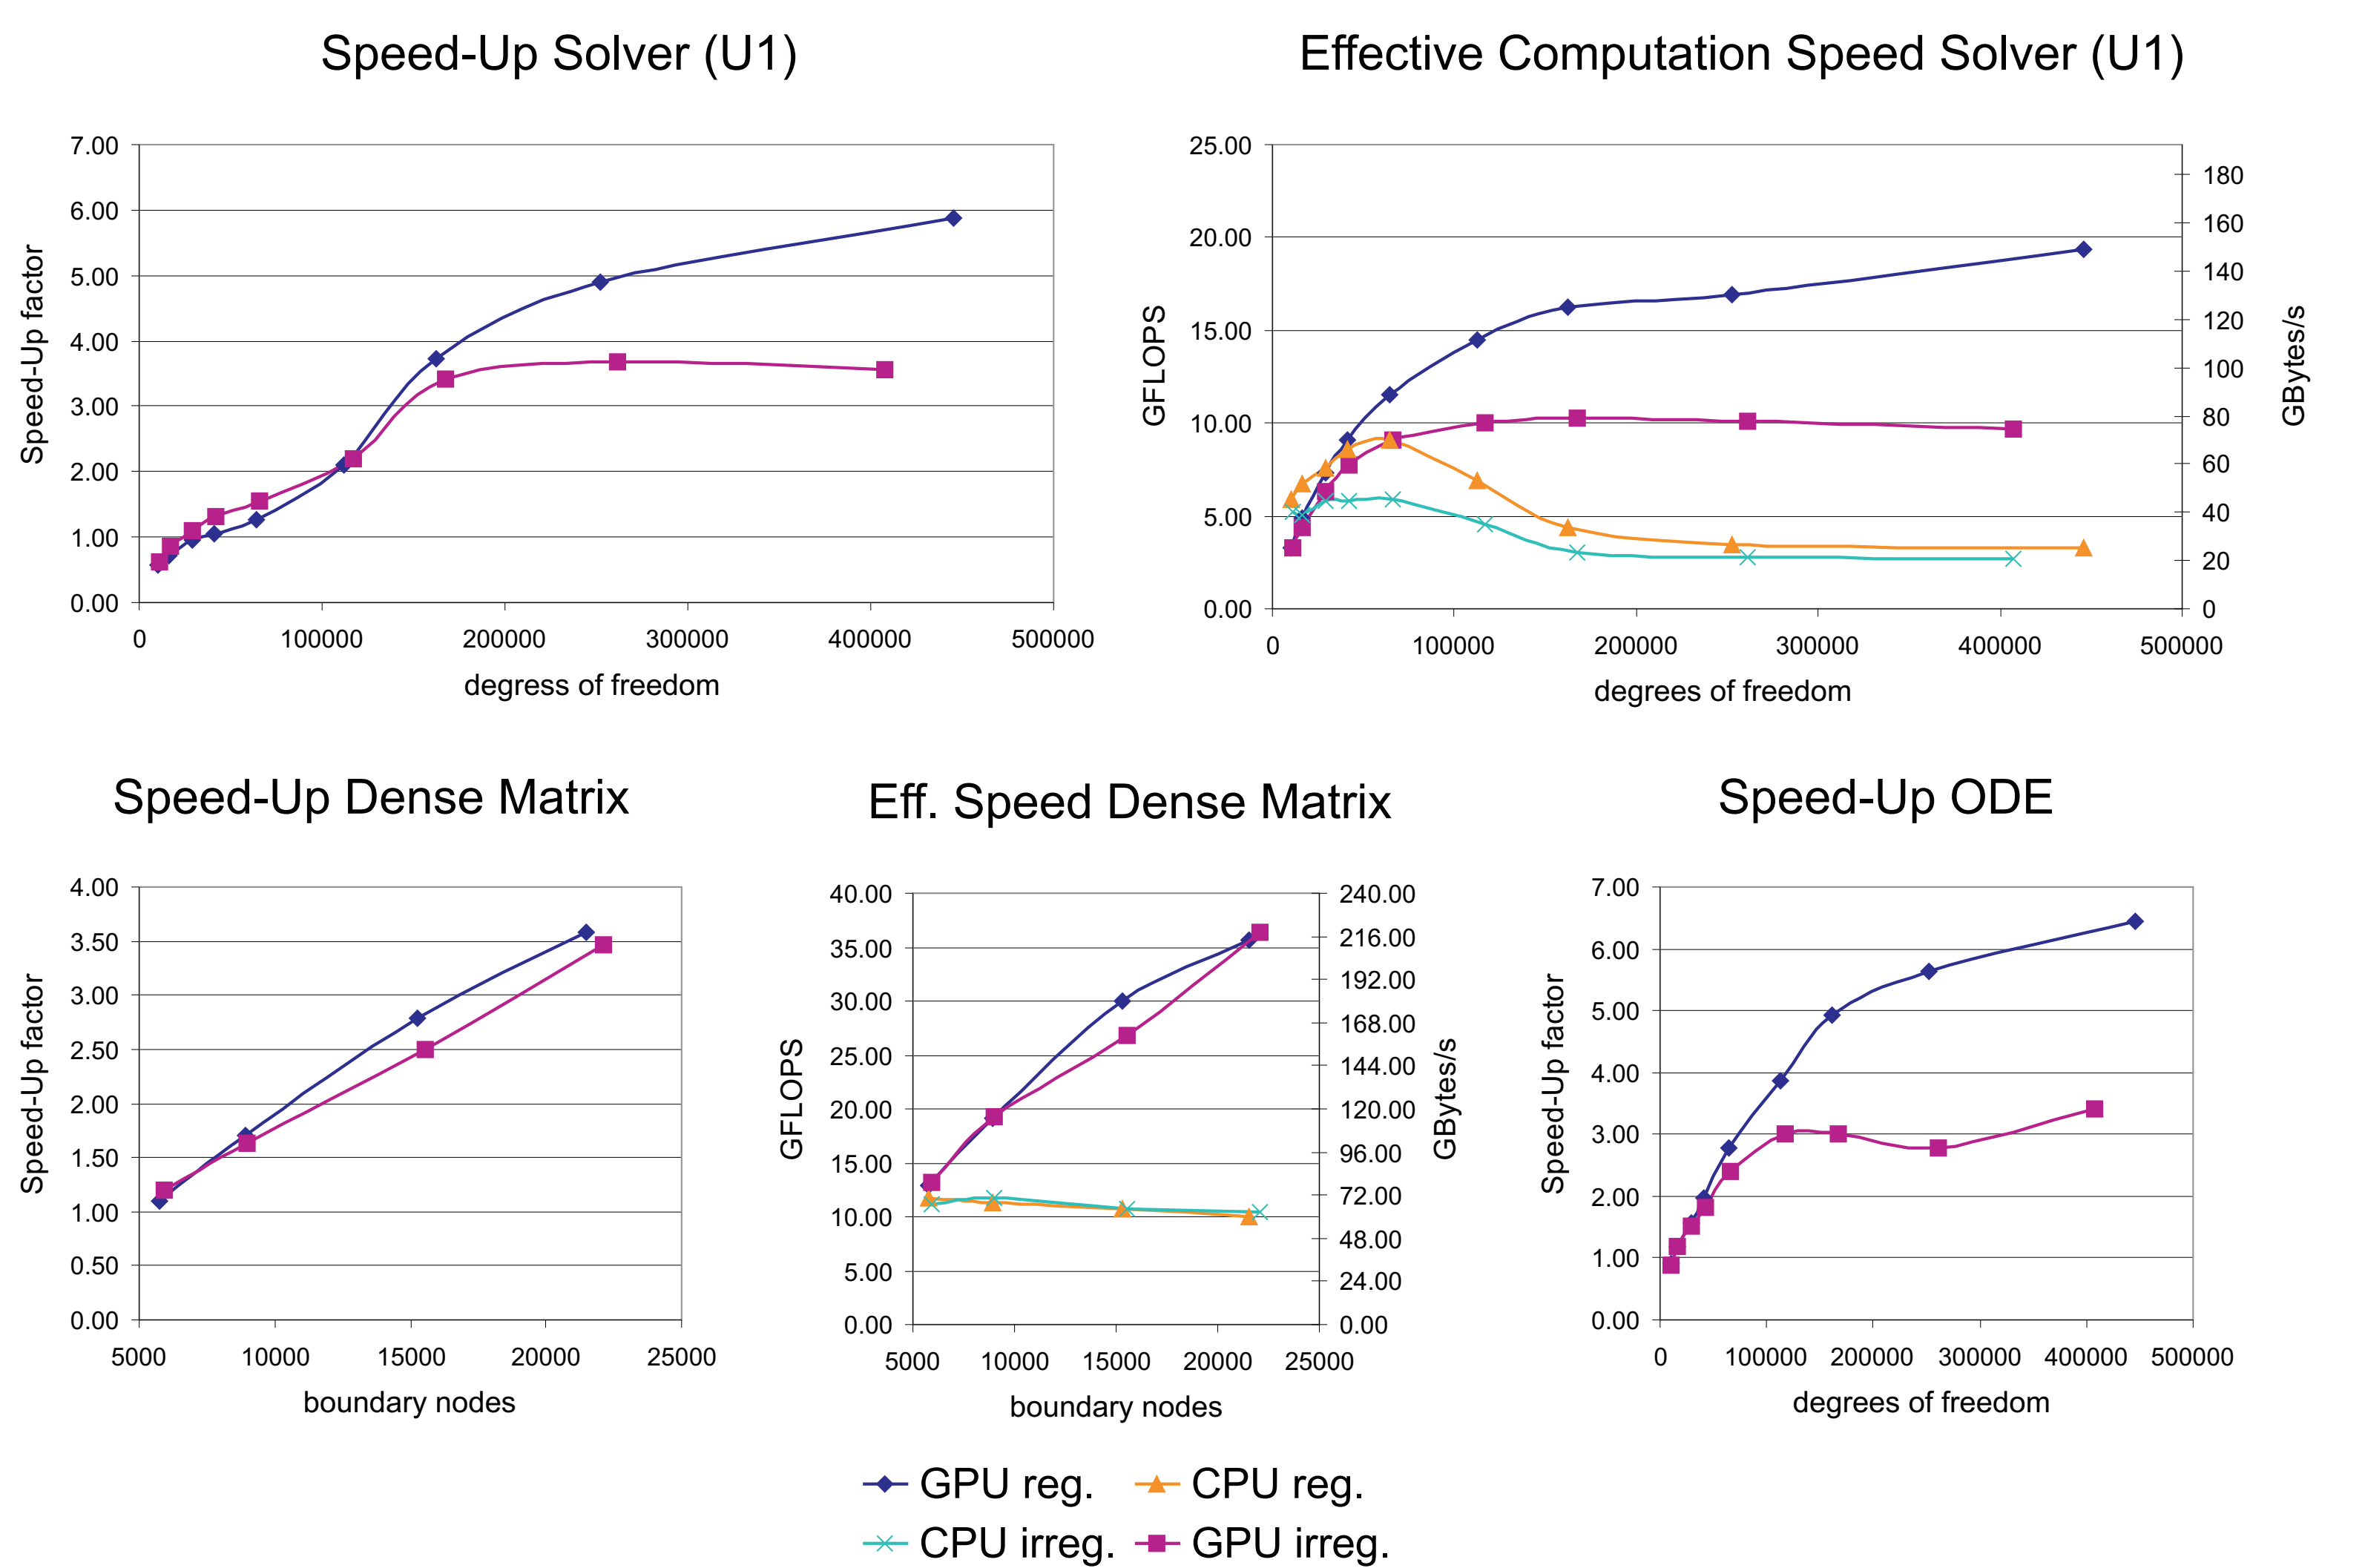 Speed-Up Solver (U1)
Effective Computation Speed Solver (U1)
7.00
6.00
5.00
4.00
3.00
2.00
1.00
0.00
Speed-Up factor
0 100000 200000 300000 400000 500000
degress of freedom
25.00
20.00
15.00
10.00
5.00
0.00
GFLOPS
180
160
140
120
100
80
60
40
20
0
GBytes/s
0 100000 200000 300000 400000 500000
degrees of freedom
Speed-Up Dense Matrix
Eff. Speed Dense Matrix
Speed-Up ODE
4.00
3.50
3.00
2.50
2.00
1.50
1.00
0.50
0.00
Speed-Up factor
5000 10000 15000 20000 25000
boundary nodes
40.00
35.00
30.00
25.00
20.00
15.00
10.00
5.00
0.00
GFLOPS
240.00
216.00
192.00
168.00
144.00
120.00
96.00
72.00
48.00
24.00
0.00
GBytes/s
5000 10000 15000 20000 25000
boundary nodes
7.00
6.00
5.00
4.00
3.00
2.00
1.00
0.00
Speed-Up factor
0 100000 200000 300000 400000 500000
degrees of freedom
GPU reg. CPU reg.
CPU irreg. GPU irreg.